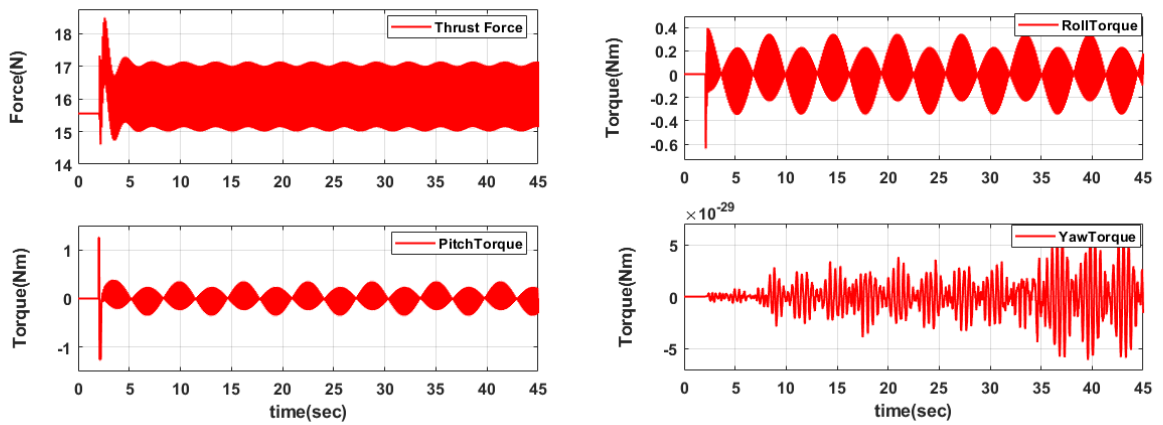 Force(N)
18
17
16
15
14
Thrust Force
0 5 10 15 20 25 30 35 40 45
Torque(Nm)
0.4
0.2
0
-0.2
-0.4
-0.6
RollTorque
0 5 10 15 20 25 30 35 40 45
Torque(Nm)
1
0
-1
PitchTorque
0 5 10 15 20 25 30 35 40 45
time(sec)
×10-29
Torque(Nm)
5
0
-5
YawTorque
0 5 10 15 20 25 30 35 40 45
time(sec)